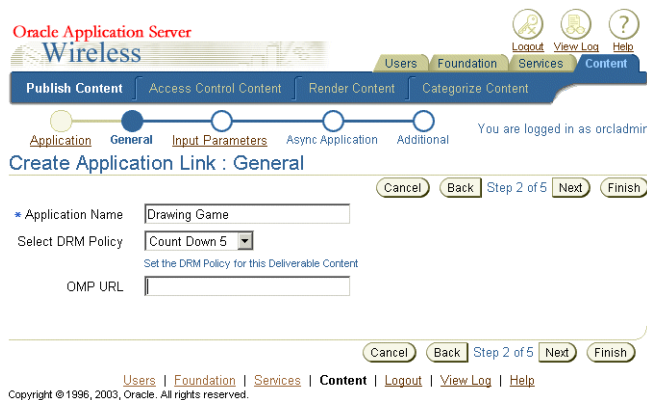 Oracle Application Server
Wireless
Logout View Log Help
Users Foundation Services Content
Publish Content Access Control Content Render Content Categorize Content
Application General Input Parameters Async Application Additional
You are logged in as orcladmin
Create Application Link : General
Cancel Back Step 2 of 5 Next Finish
* Application Name Drawing Game
Select DRM Policy Count Down 5
Set the DRM Policy for this Deliverable Content
OMP URL
Cancel Back Step 2 of 5 Next Finish
Users | Foundation | Services | Content | Logout | View Log | Help
Copyright © 1996, 2003, Oracle. All rights reserved.